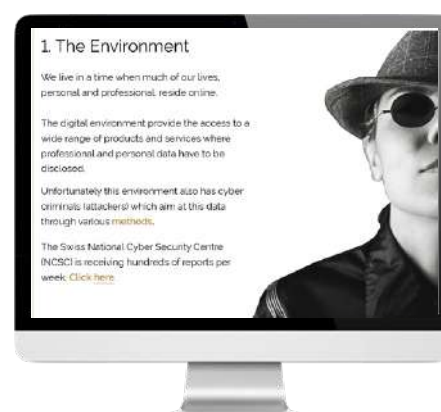 1. The Environment
We live in a time when much of our lives,
personal and professional, reside online.
The digital environment provide the access to a
wide range of products and services where
professional and personal data have to be
disclosed.
Unfortunately this environment also has cyber
criminals (attackers) which aim at this data
through various methods.
The Swiss National Cyber Security Centre
(NCSC) is receiving hundreds of reports per
week. Click here